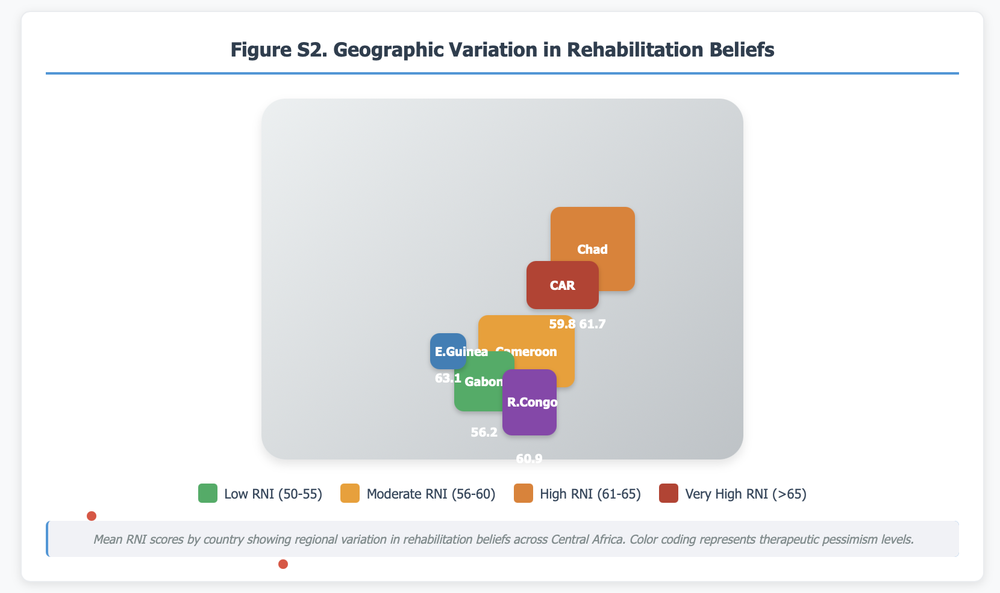 Figure S2. Geographic Variation in Rehabilitation Beliefs
Chad
CAR
59.8 61.7
E.Guinea
Cameroon
63.1
Gabon
R.Congo
56.2
60.9
Low RNI (50-55)
Moderate RNI (56-60)
High RNI (61-65)
Very High RNI (>65)
Mean RNI scores by country showing regional variation in rehabilitation beliefs across Central Africa. Color coding represents therapeutic pessimism levels.